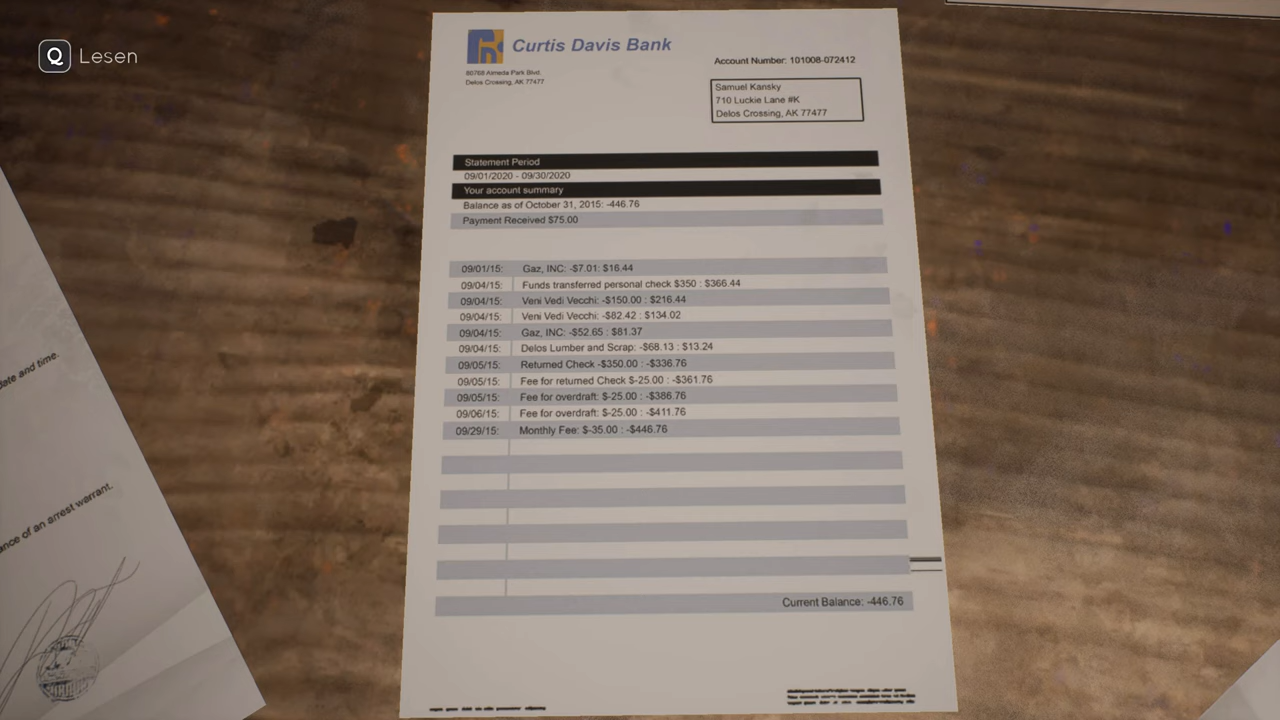 Q Lesen
Curtis Davis Bank
80768 Almeda Park Blvd.
Delos Crossing, AK 77477
Account Number: 101008-072412
Samuel Kansky
710 Luckie Lane #K
Delos Crossing, AK 77477
Statement Period
09/01/2020 - 09/30/2020
Your account summary
Balance as of October 31, 2015: -446.76
Payment Received $75.00
09/01/15: Gaz, INC: -$7.01: $16.44
09/04/15: Funds transferred personal check $350 : $366.44
09/04/15: Veni Vedi Vecchi: -$150.00 : $216.44
09/04/15: Veni Vedi Vecchi: -$82.42 : $134.02
09/04/15: Gaz, INC: -$52.65 : $81.37
09/04/15: Delos Lumber and Scrap: -$68.13 : $13.24
09/05/15: Returned Check -$350.00 : -$336.76
09/05/15: Fee for returned Check $-25.00 : -$361.76
09/05/15: Fee for overdraft: $-25.00 : -$386.76
09/06/15: Fee for overdraft: $-25.00 : -$411.76
09/29/15: Monthly Fee: $-35.00 : -$446.76
Current Balance: -446.76
date and time.
of an arrest warrant.